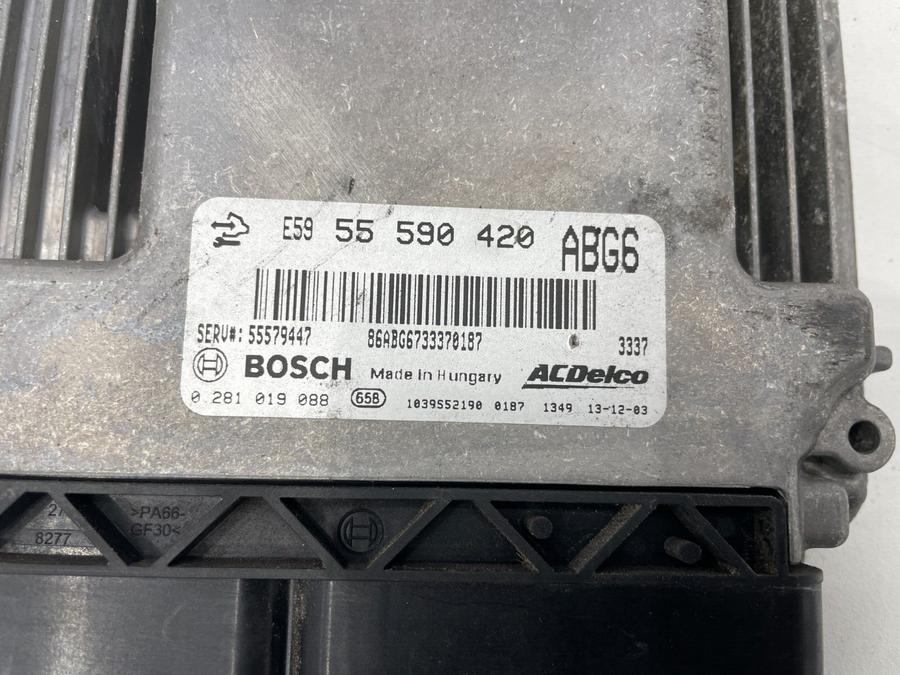 E59 55 590 420 ABG6
SERV#: 55579447 86ABG6733370187 3337
BOSCH Made in Hungary ACDelco
0 281 019 088 65B 1039S52190 0187 1349 13-12-03
>PA66-
GF30<
8277